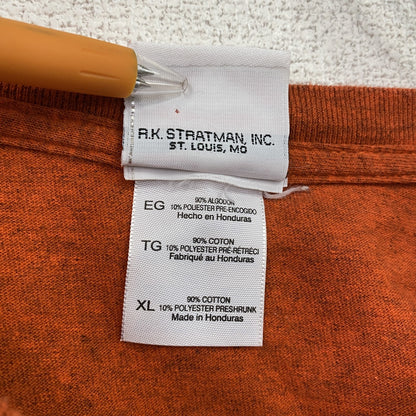 R.K. STRATMAN, INC.
ST. LOUIS, MO
EG 90% ALGODON
10% POLYESTER PRE-ENCOGIDO
Hecho en Honduras
TG 90% COTON
10% POLYESTER PRÉ-RÉTRÉCI
Fabriqué au Honduras
XL 90% COTTON
10% POLYESTER PRESHRUNK
Made in Honduras